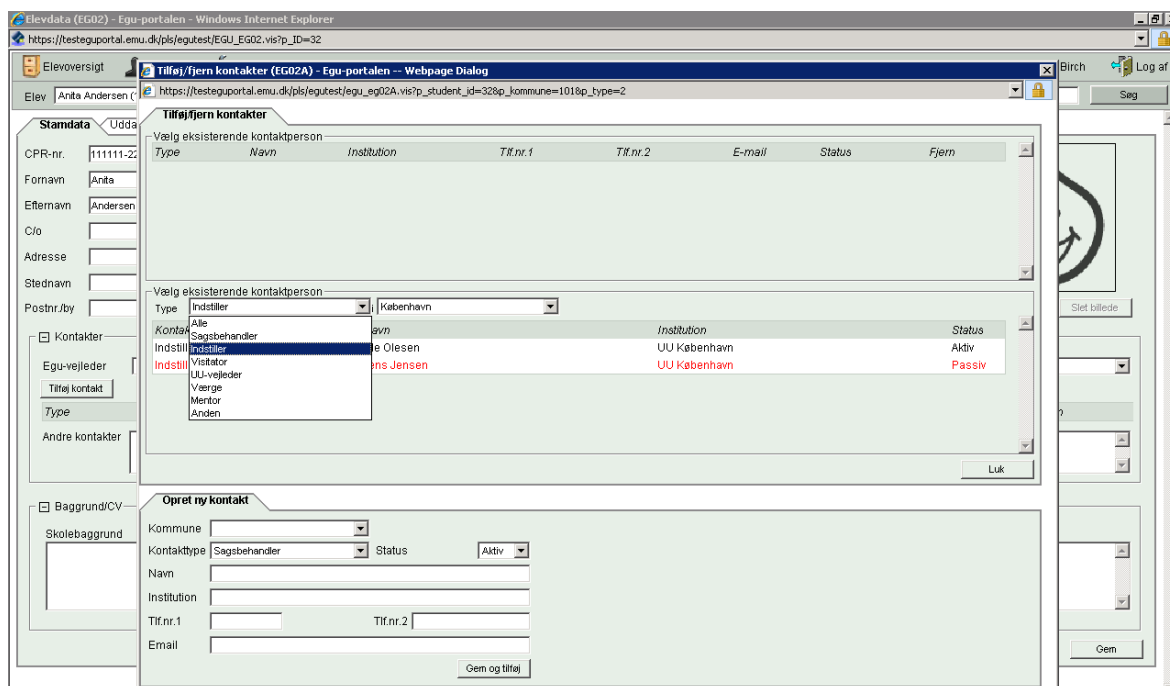 Elevdata (EG02) - Egu-portalen - Windows Internet Explorer
https://testeguportal.emu.dk/pls/egutest/EGU_EG02.vis?p_ID=32
Elevoversigt
Birch Log af
Elev Anita Andersen (
Søg
Tilføj/fjern kontakter (EG02A) - Egu-portalen -- Webpage Dialog
https://testeguportal.emu.dk/pls/egutest/egu_eg02A.vis?p_student_id=32&p_kommune=101&p_type=2
Stamdata Udda
CPR-nr. 111111-22
Fornavn Anita
Efternavn Andersen
C/o
Adresse
Stednavn
Postnr./by
Slet billede
Kontakter
Egu-vejleder
Tilføj kontakt
Type
Andre kontakter
Baggrund/CV
Skolebaggrund
Gem
Tilføj/fjern kontakter
Vælg eksisterende kontaktperson
Type Navn Institution Tlf.nr.1 Tlf.nr.2 E-mail Status Fjern
Vælg eksisterende kontaktperson
Type Indstiller i København
Alle
Sagsbehandler
Indstiller
Visitator
UU-vejleder
Værge
Mentor
Anden
Kontak avn Institution Status
Indstill e Olesen UU København Aktiv
Indstill ens Jensen UU København Passiv
Luk
Opret ny kontakt
Kommune
Kontakttype Sagsbehandler Status Aktiv
Navn
Institution
Tlf.nr.1 Tlf.nr.2
Email
Gem og tilføj